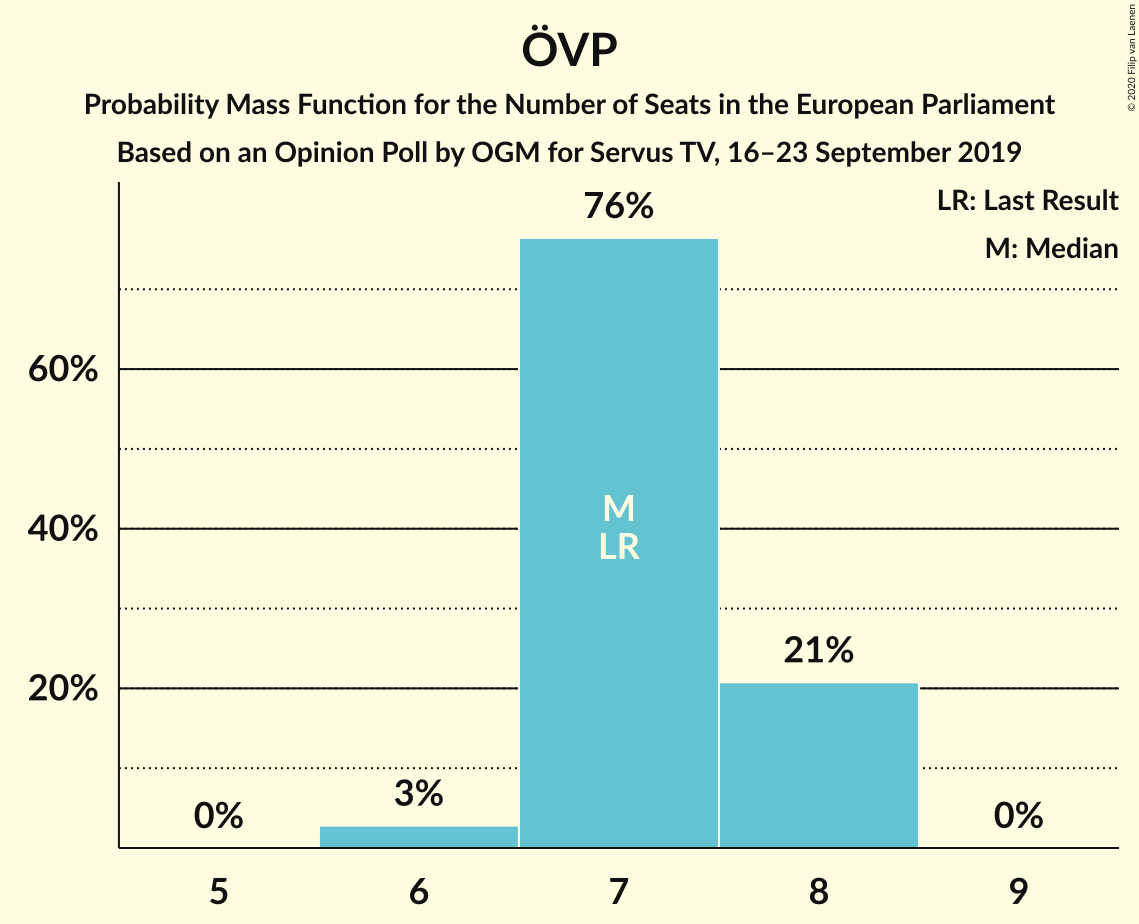 ÖVP
Probability Mass Function for the Number of Seats in the European Parliament
Based on an Opinion Poll by OGM for Servus TV, 16–23 September 2019
© 2020 Filip van Laenen
LR: Last Result
M: Median
76%
60%
M
40%
LR
21%
20%
3%
0%
0%
5
6
7
8
9